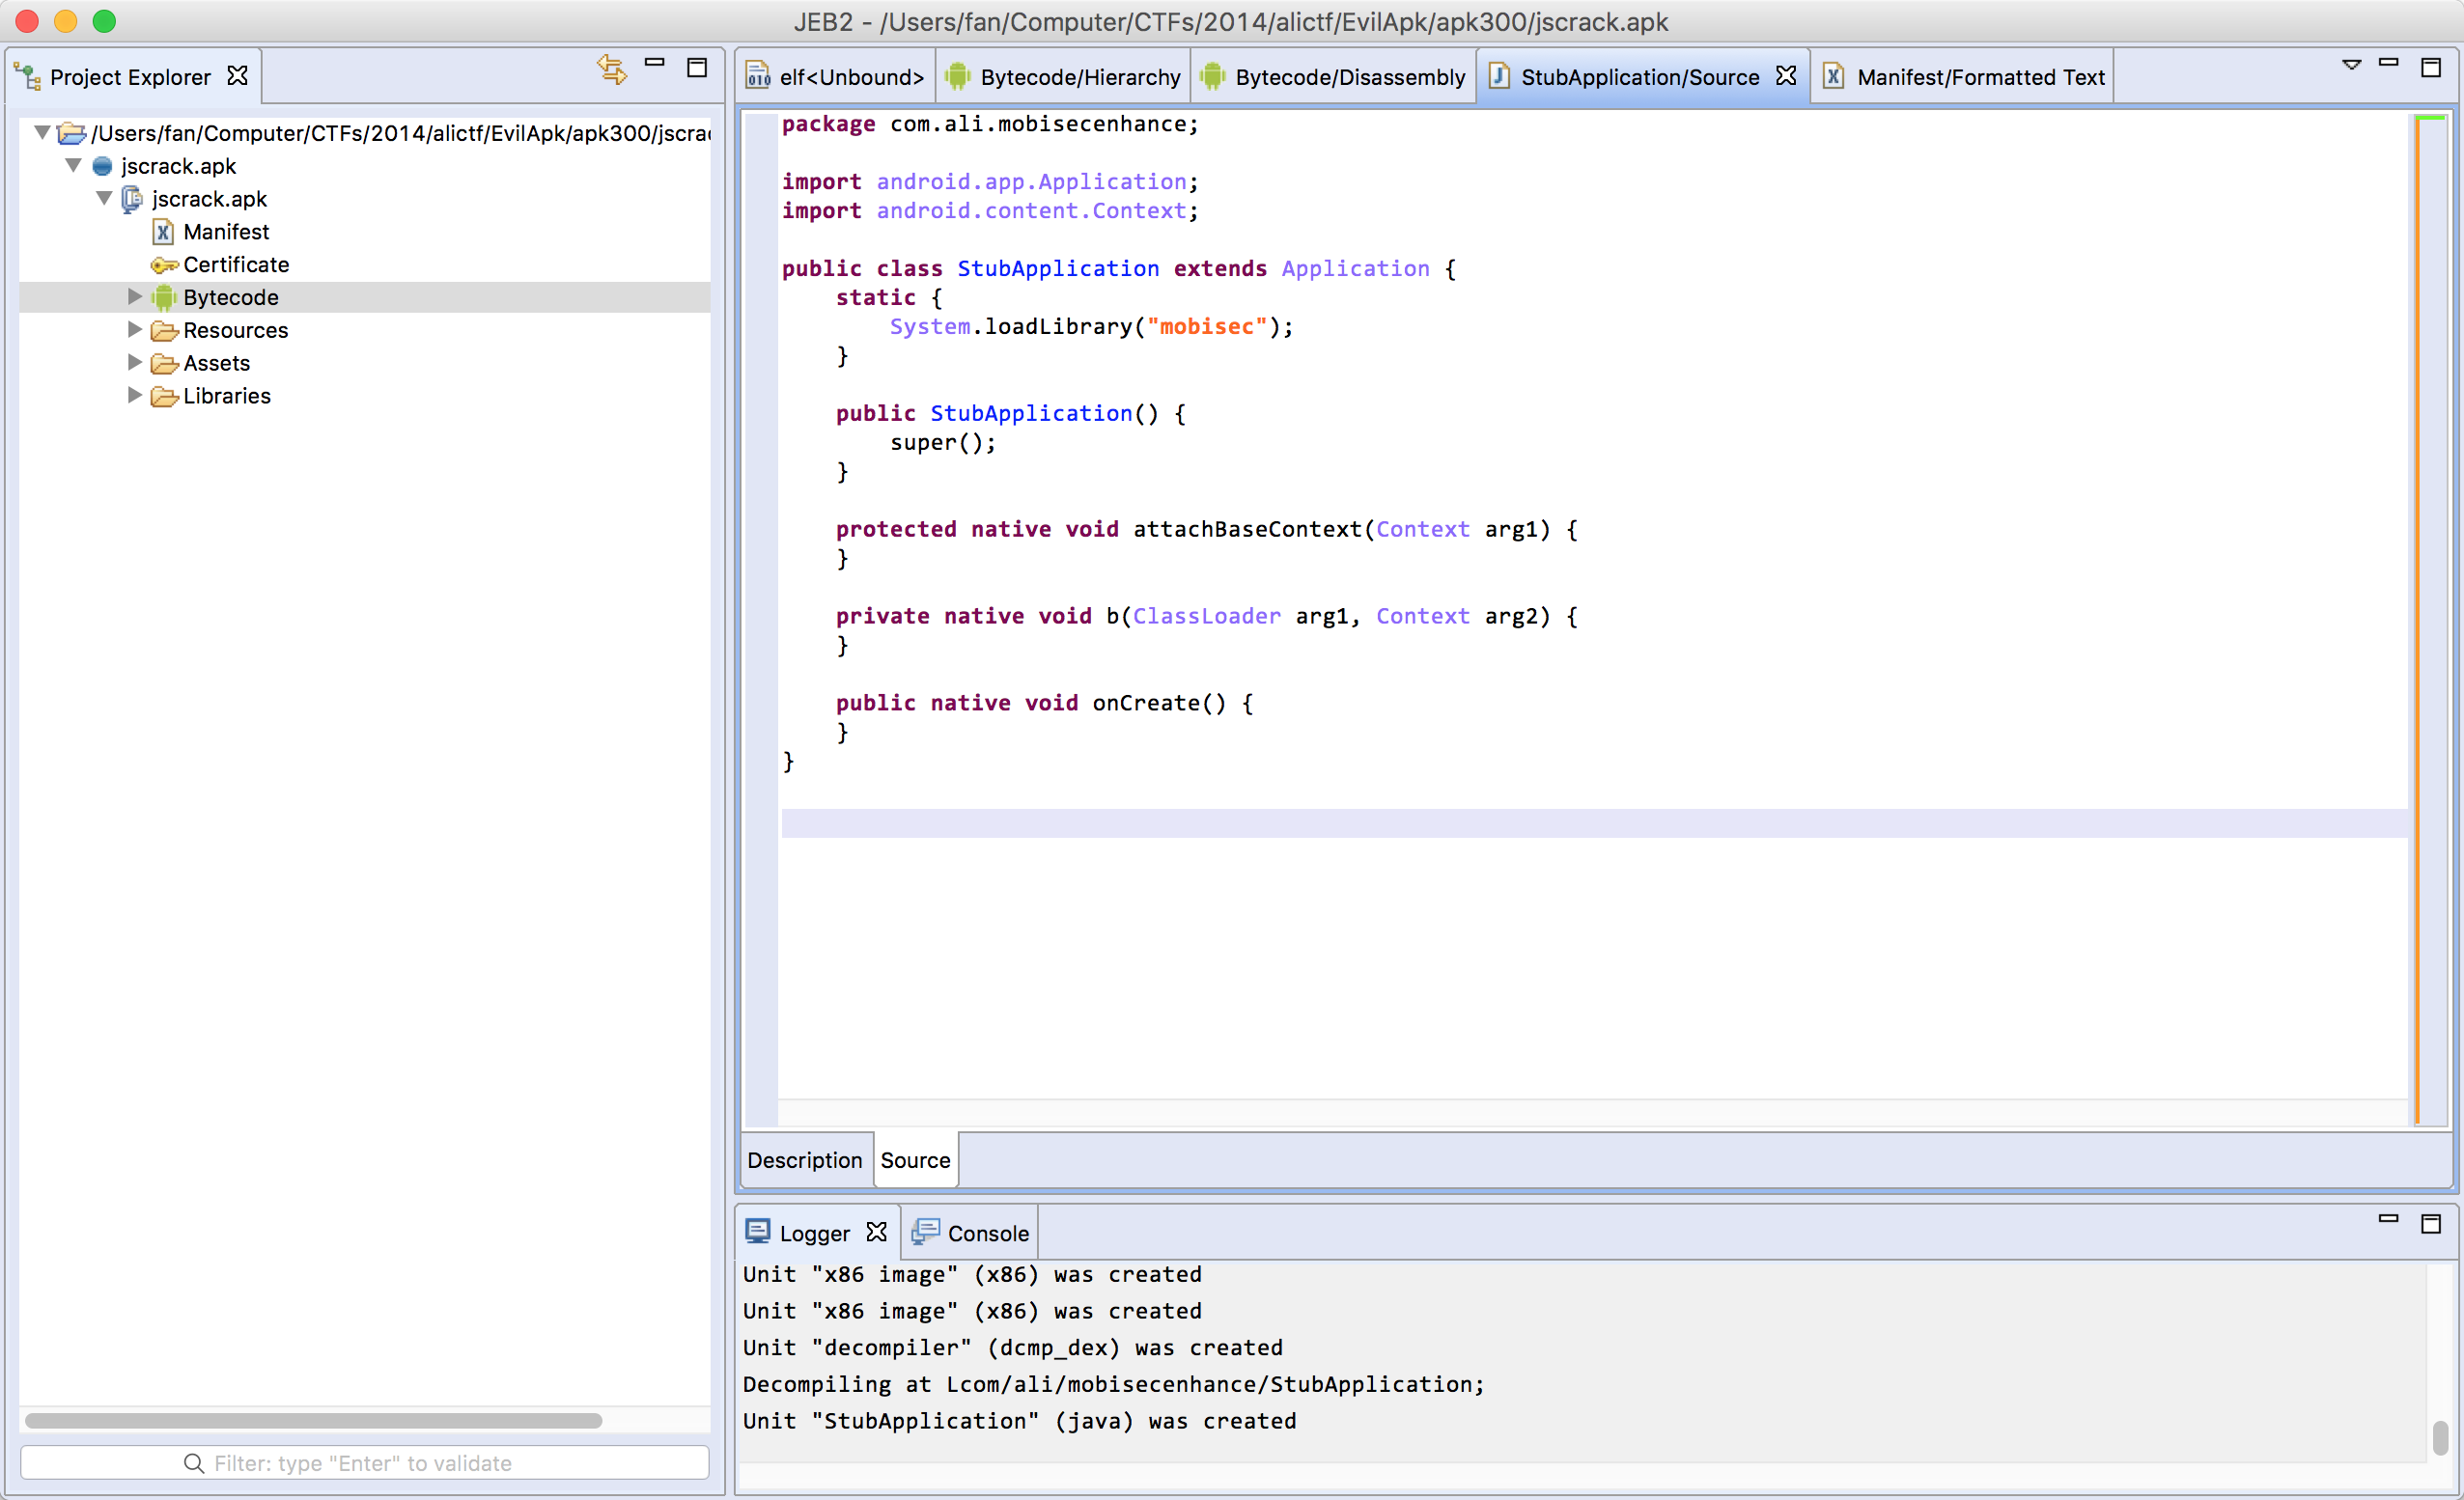 JEB2 - /Users/fan/Computer/CTFs/2014/alictf/EvilApk/apk300/jscrack.apk
Project Explorer
/Users/fan/Computer/CTFs/2014/alictf/EvilApk/apk300/jscra
jscrack.apk
jscrack.apk
Manifest
Certificate
Bytecode
Resources
Assets
Libraries
Filter: type "Enter" to validate
elf<Unbound> Bytecode/Hierarchy Bytecode/Disassembly StubApplication/Source Manifest/Formatted Text
package com.ali.mobisecenhance;
import android.app.Application;
import android.content.Context;
public class StubApplication extends Application {
static {
System.loadLibrary("mobisec");
}
public StubApplication() {
super();
}
protected native void attachBaseContext(Context arg1) {
}
private native void b(ClassLoader arg1, Context arg2) {
}
public native void onCreate() {
}
}
Description Source
Logger Console
Unit "x86 image" (x86) was created
Unit "x86 image" (x86) was created
Unit "decompiler" (dcmp_dex) was created
Decompiling at Lcom/ali/mobisecenhance/StubApplication;
Unit "StubApplication" (java) was created